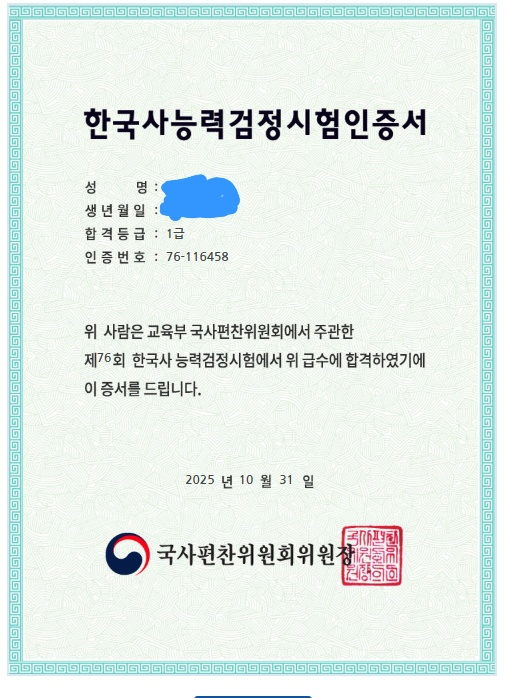 한국사능력검정시험인증서
성 명 :
생 년 월 일 :
합 격 등 급 : 1급
인 증 번 호 : 76-116458
위 사람은 교육부 국사편찬위원회에서 주관한
제76회 한국사 능력검정시험에서 위 급수에 합격하였기에
이 증서를 드립니다.
2025 년 10 월 31 일
국사편찬위원회위원장